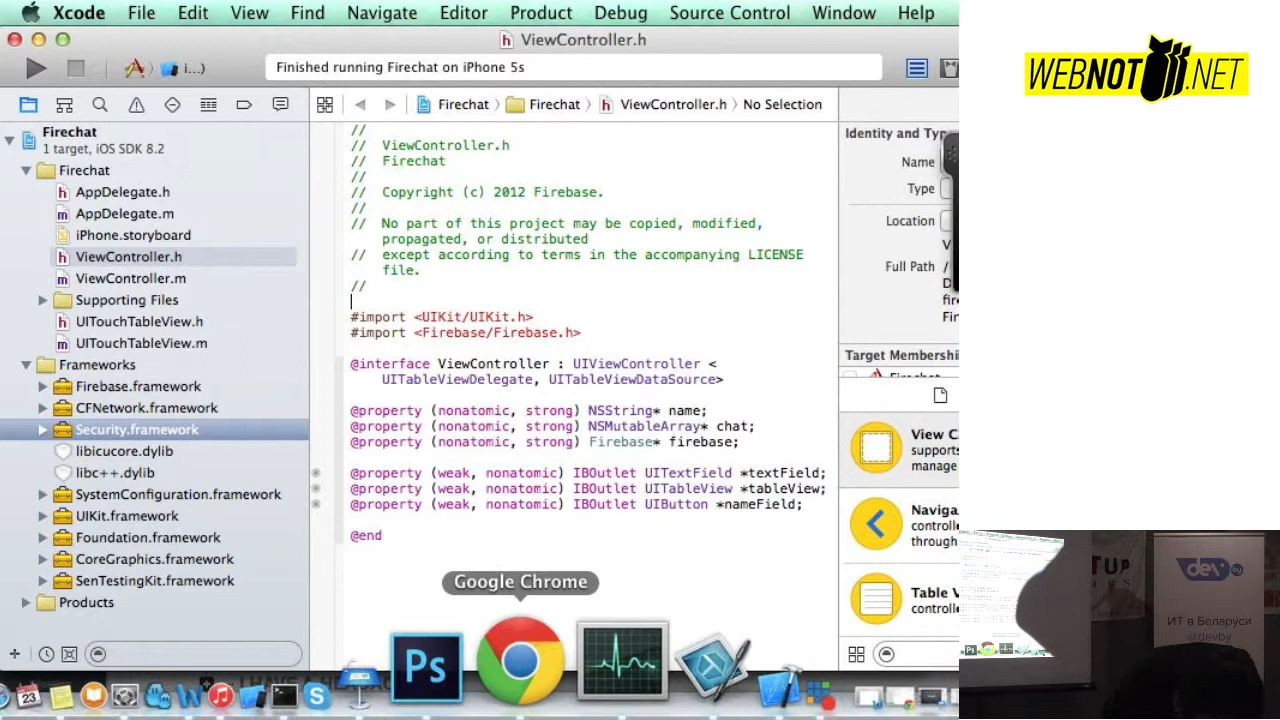 Xcode File Edit View Find Navigate Editor Product Debug Source Control Window Help
ViewController.h
i...)
Finished running Firechat on iPhone 5s
Firechat
Firechat
ViewController.h
No Selection
Firechat
1 target, iOS SDK 8.2
Firechat
AppDelegate.h
AppDelegate.m
iPhone.storyboard
ViewController.h
ViewController.m
Supporting Files
UITouchTableView.h
UITouchTableView.m
Frameworks
Firebase.framework
CFNetwork.framework
Security.framework
libicucore.dylib
libc++.dylib
SystemConfiguration.framework
UIKit.framework
Foundation.framework
CoreGraphics.framework
SenTestingKit.framework
Products
//
// ViewController.h
// Firechat
//
// Copyright (c) 2012 Firebase.
//
// No part of this project may be copied, modified,
propagated, or distributed
// except according to terms in the accompanying LICENSE
file.
//
#import <UIKit/UIKit.h>
#import <Firebase/Firebase.h>
@interface ViewController : UIViewController <
UITableViewDelegate, UITableViewDataSource>
@property (nonatomic, strong) NSString* name;
@property (nonatomic, strong) NSMutableArray* chat;
@property (nonatomic, strong) Firebase* firebase;
@property (weak, nonatomic) IBOutlet UITextField *textField;
@property (weak, nonatomic) IBOutlet UITableView *tableView;
@property (weak, nonatomic) IBOutlet UIButton *nameField;
@end
Identity and Typ
Name
Type
Location
Full Path /
Target Membershi
View C
supports
manage
Naviga
controlle
through
Table V
controlle
Google Chrome
Ps
23
WEBNOT.NET
dev
by
ИТ в Беларуси
@devby